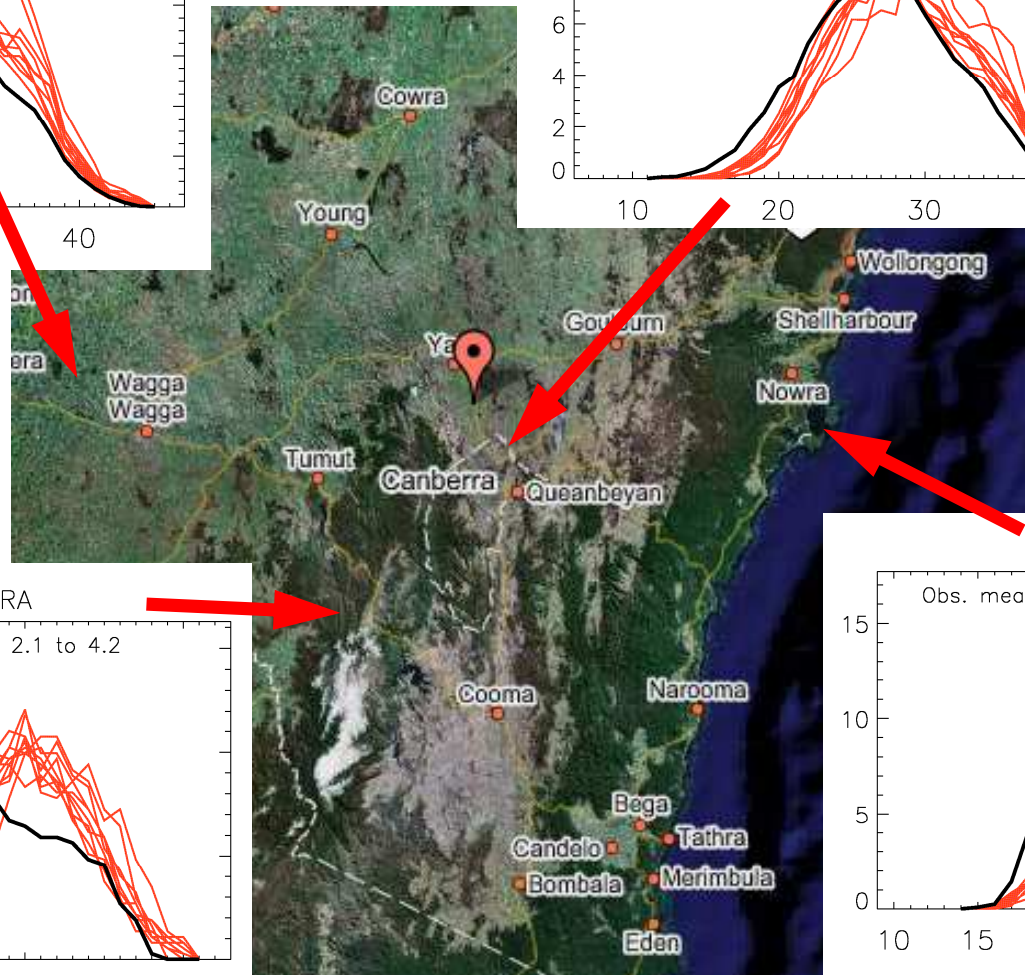 6
4
2
0
10 20 30
40
Cowra
Young
Wollongong
Shellharbour
Nowra
Wagga
Wagga
Tumut
Canberra
Queanbeyan
RA
2.1 to 4.2
Cooma
Narooma
Bega
Tathra
Candelo
Bombala
Merimbula
Eden
Obs. mea
15
10
5
0
10 15